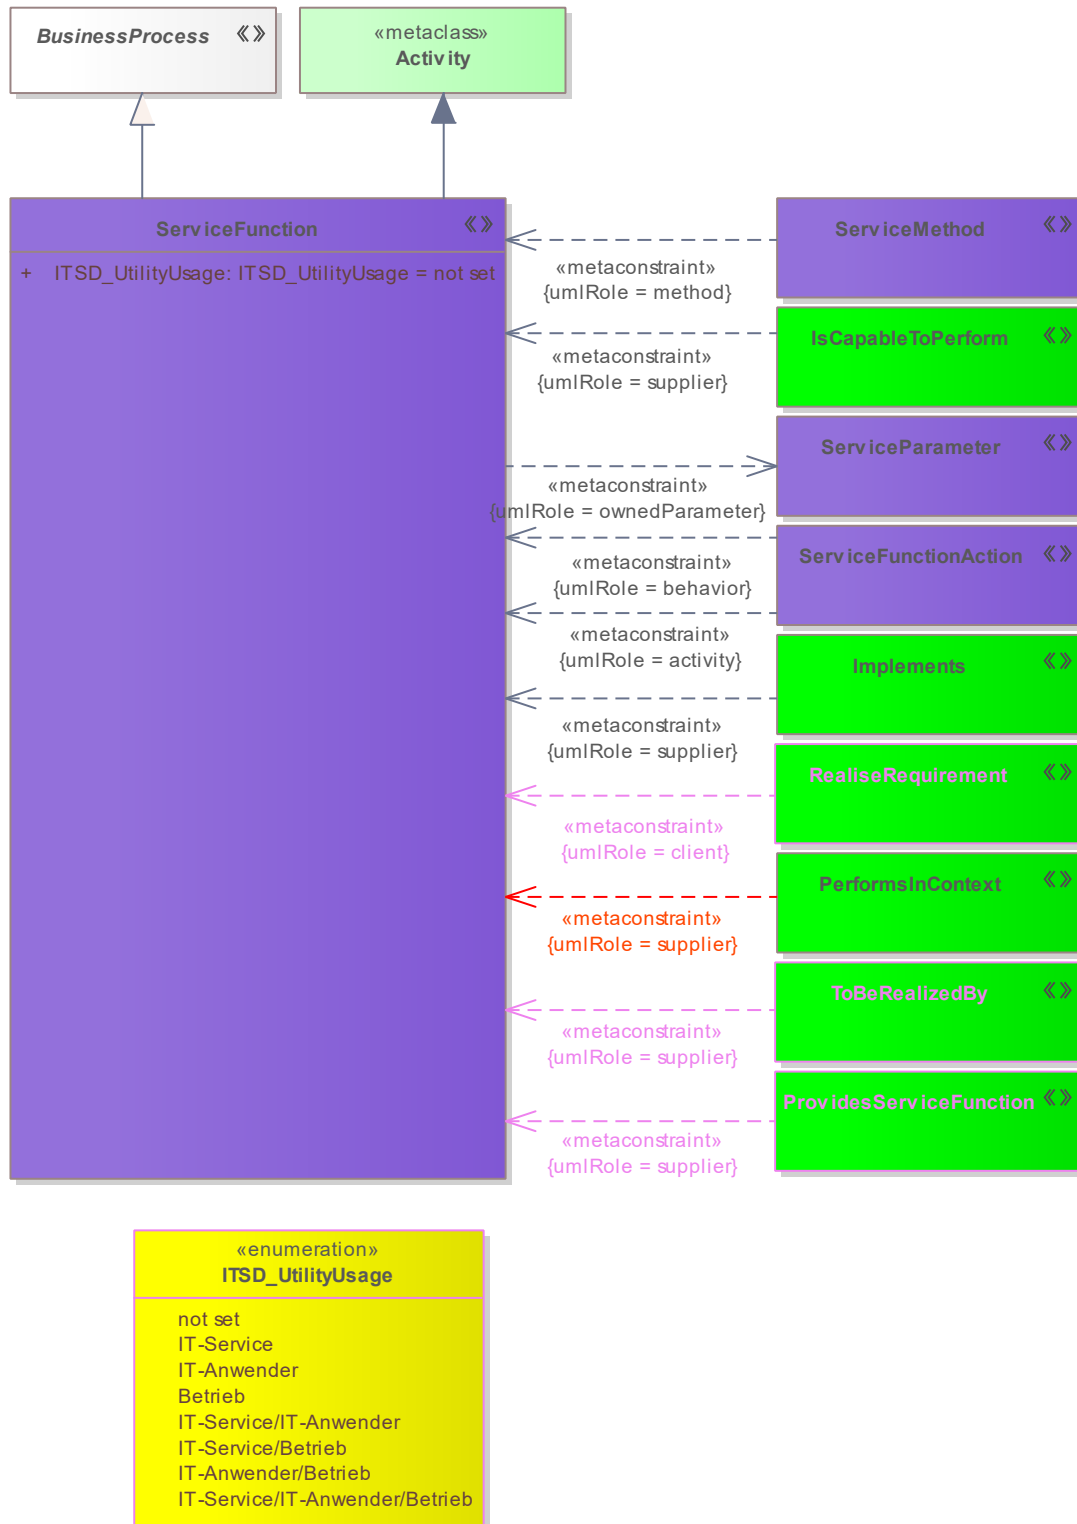 BusinessProcess «»
«metaclass»
Activity
ServiceFunction «»
+ ITSD_UtilityUsage: ITSD_UtilityUsage = not set
ServiceMethod «»
«metaconstraint»
{umlRole = method}
IsCapableToPerform «»
«metaconstraint»
{umlRole = supplier}
ServiceParameter «»
«metaconstraint»
{umlRole = ownedParameter}
ServiceFunctionAction «»
«metaconstraint»
{umlRole = behavior}
«metaconstraint»
{umlRole = activity}
Implements «»
«metaconstraint»
{umlRole = supplier}
RealiseRequirement «»
«metaconstraint»
{umlRole = client}
PerformsInContext «»
«metaconstraint»
{umlRole = supplier}
ToBeRealizedBy «»
«metaconstraint»
{umlRole = supplier}
ProvidesServiceFunction «»
«metaconstraint»
{umlRole = supplier}
«enumeration»
ITSD_UtilityUsage
not set
IT-Service
IT-Anwender
Betrieb
IT-Service/IT-Anwender
IT-Service/Betrieb
IT-Anwender/Betrieb
IT-Service/IT-Anwender/Betrieb